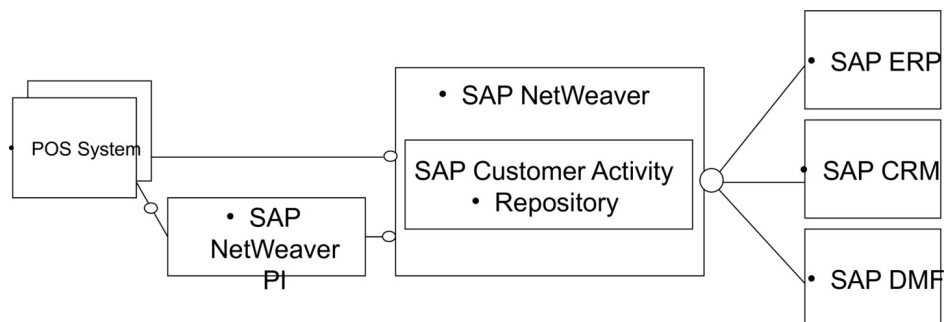 • POS System
• SAP
NetWeaver
PI
• SAP NetWeaver
SAP Customer Activity
• Repository
• SAP ERP
• SAP CRM
• SAP DMF